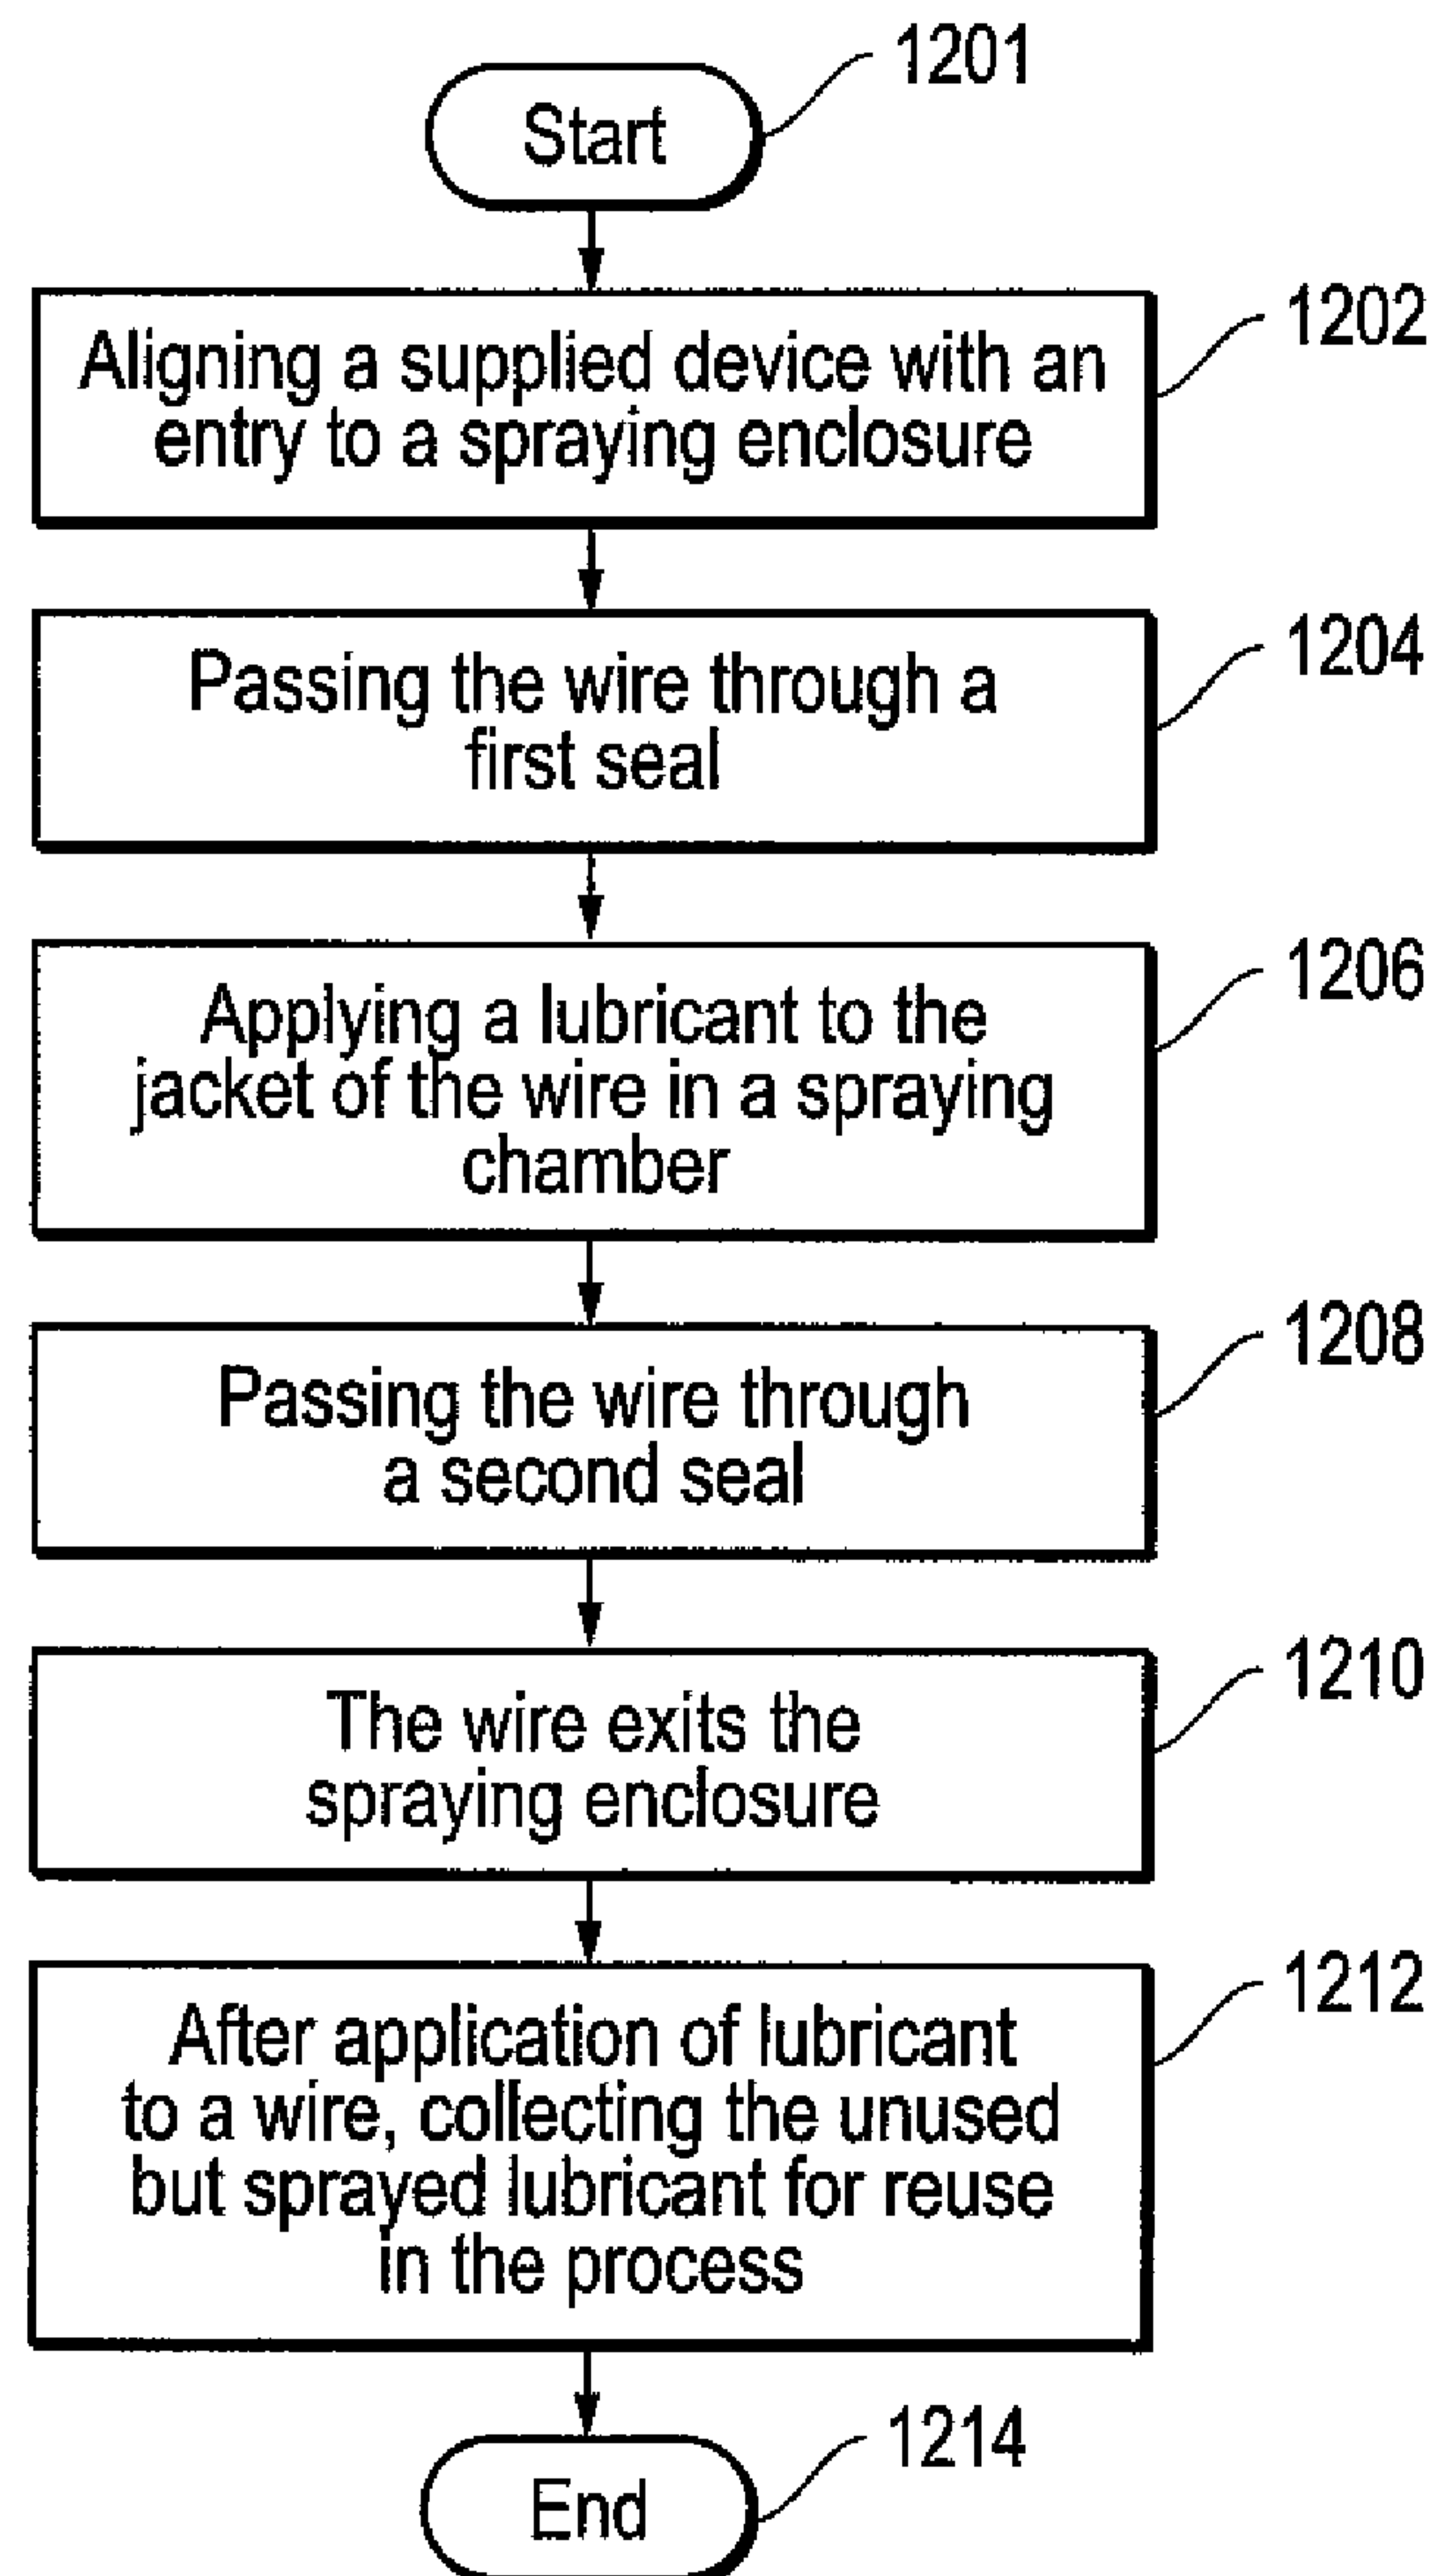 1201
Start
1202
Aligning a supplied device with an
entry to a spraying enclosure
1204
Passing the wire through a
first seal
1206
Applying a lubricant to the
jacket of the wire in a spraying
chamber
1208
Passing the wire through
a second seal
1210
The wire exits the
spraying enclosure
1212
After application of lubricant
to a wire, collecting the unused
but sprayed lubricant for reuse
in the process
1214
End